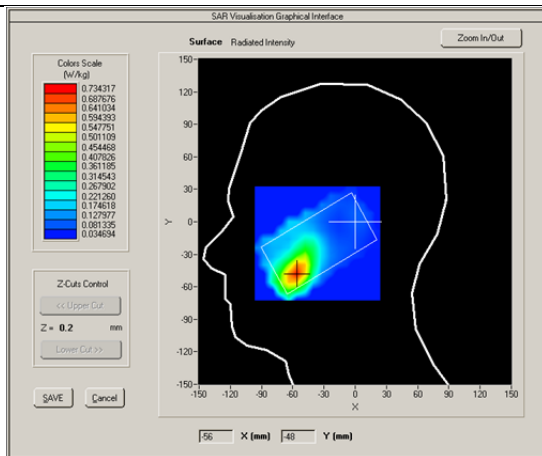 SAR Visualisation Graphical Interface
Surface Radiated Intensity
Zoom In/Out
Colors Scale
(W/kg)
0.734317
0.687676
0.641034
0.594393
0.547751
0.501109
0.454468
0.407826
0.361185
0.314543
0.267902
0.221260
0.174618
0.127977
0.081335
0.034694
Z-Cuts Control
<< Upper Cut
Z = 0.2 mm
Lower Cut >>
SAVE Cancel
150
120
90
60
30
0
-30
-60
-90
-120
-150
Y
-150 -120 -90 -60 -30 0 30 60 90 120 150
X
-56 X (mm) -48 Y (mm)